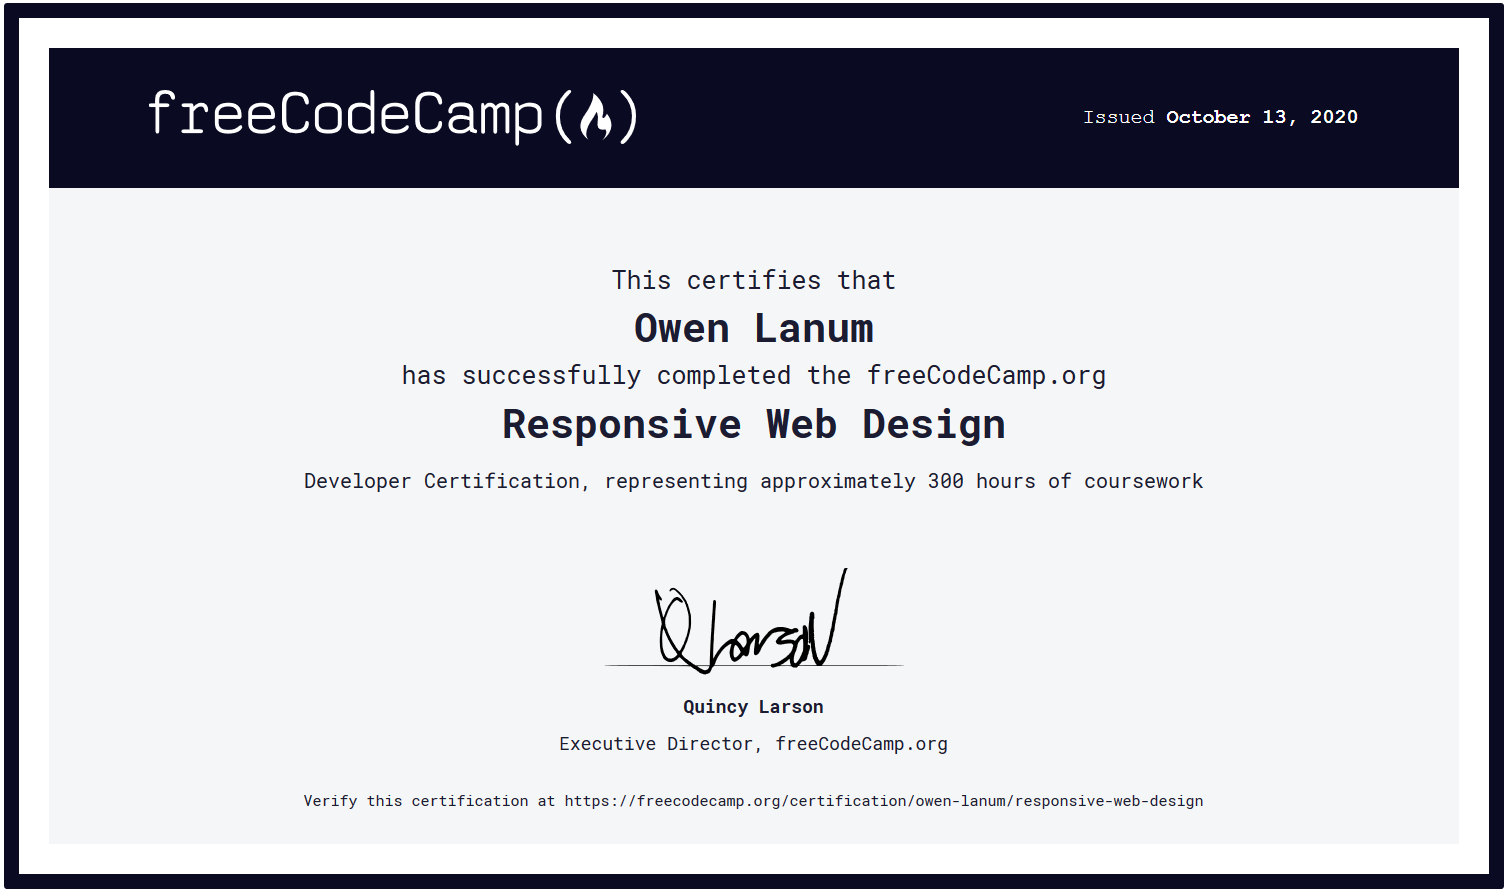 freeCodeCamp(🔥)
Issued October 13, 2020
This certifies that
Owen Lanum
has successfully completed the freeCodeCamp.org
Responsive Web Design
Developer Certification, representing approximately 300 hours of coursework
Q Larson
Quincy Larson
Executive Director, freeCodeCamp.org
Verify this certification at https://freecodecamp.org/certification/owen-lanum/responsive-web-design